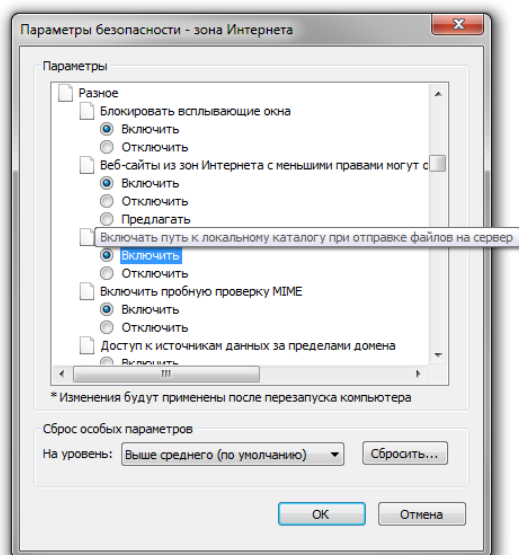 Параметры безопасности - зона Интернета
Параметры
Разное
Блокировать всплывающие окна
Включить
Отключить
Веб-сайты из зон Интернета с меньшими правами могут о
Включить
Отключить
Предлагать
Включать путь к локальному каталогу при отправке файлов на сервер
Включить
Отключить
Включить пробную проверку MIME
Включить
Отключить
Доступ к источникам данных за пределами домена
Включить
* Изменения будут применены после перезапуска компьютера
Сброс особых параметров
На уровень: Выше среднего (по умолчанию) Сбросить...
OK Отмена